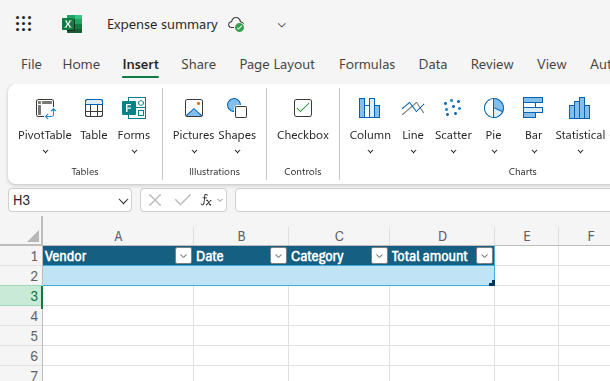 Expense summary
File Home Insert Share Page Layout Formulas Data Review View Aut
PivotTable Table Forms Pictures Shapes Checkbox Column Line Scatter Pie Bar Statistical
Tables Illustrations Controls Charts
H3 fx
A B C D E F
1 Vendor Date Category Total amount
2
3
4
5
6
7